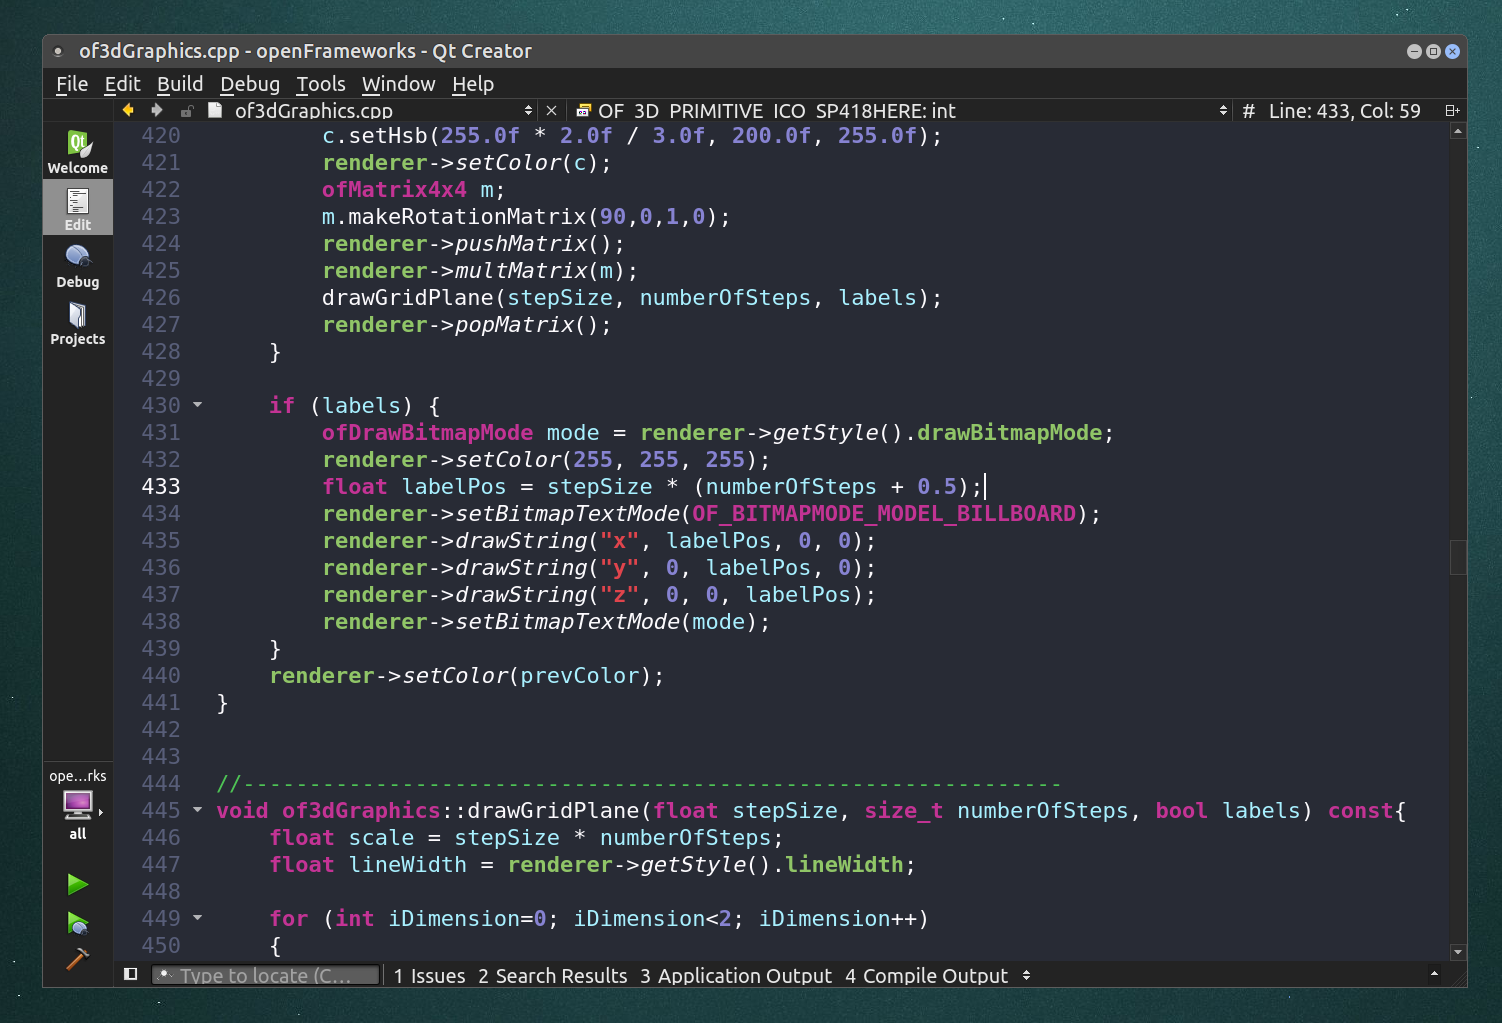 of3dGraphics.cpp - openFrameworks - Qt Creator
File Edit Build Debug Tools Window Help
of3dGraphics.cpp
OF 3D PRIMITIVE ICO SP418HERE: int
# Line: 433, Col: 59
Welcome
Edit
Debug
Projects
420 c.setHsb(255.0f * 2.0f / 3.0f, 200.0f, 255.0f);
421 renderer->setColor(c);
422 ofMatrix4x4 m;
423 m.makeRotationMatrix(90,0,1,0);
424 renderer->pushMatrix();
425 renderer->multMatrix(m);
426 drawGridPlane(stepSize, numberOfSteps, labels);
427 renderer->popMatrix();
428 }
429
430 if (labels) {
431 ofDrawBitmapMode mode = renderer->getStyle().drawBitmapMode;
432 renderer->setColor(255, 255, 255);
433 float labelPos = stepSize * (numberOfSteps + 0.5);
434 renderer->setBitmapTextMode(OF_BITMAPMODE_MODEL_BILLBOARD);
435 renderer->drawString("x", labelPos, 0, 0);
436 renderer->drawString("y", 0, labelPos, 0);
437 renderer->drawString("z", 0, 0, labelPos);
438 renderer->setBitmapTextMode(mode);
439 }
440 renderer->setColor(prevColor);
441 }
442
443
444 //--------------------------------------------------------------
445 void of3dGraphics::drawGridPlane(float stepSize, size_t numberOfSteps, bool labels) const{
446 float scale = stepSize * numberOfSteps;
447 float lineWidth = renderer->getStyle().lineWidth;
448
449 for (int iDimension=0; iDimension<2; iDimension++)
450 {
ope...rks
all
Type to locate (C...
1 Issues 2 Search Results 3 Application Output 4 Compile Output